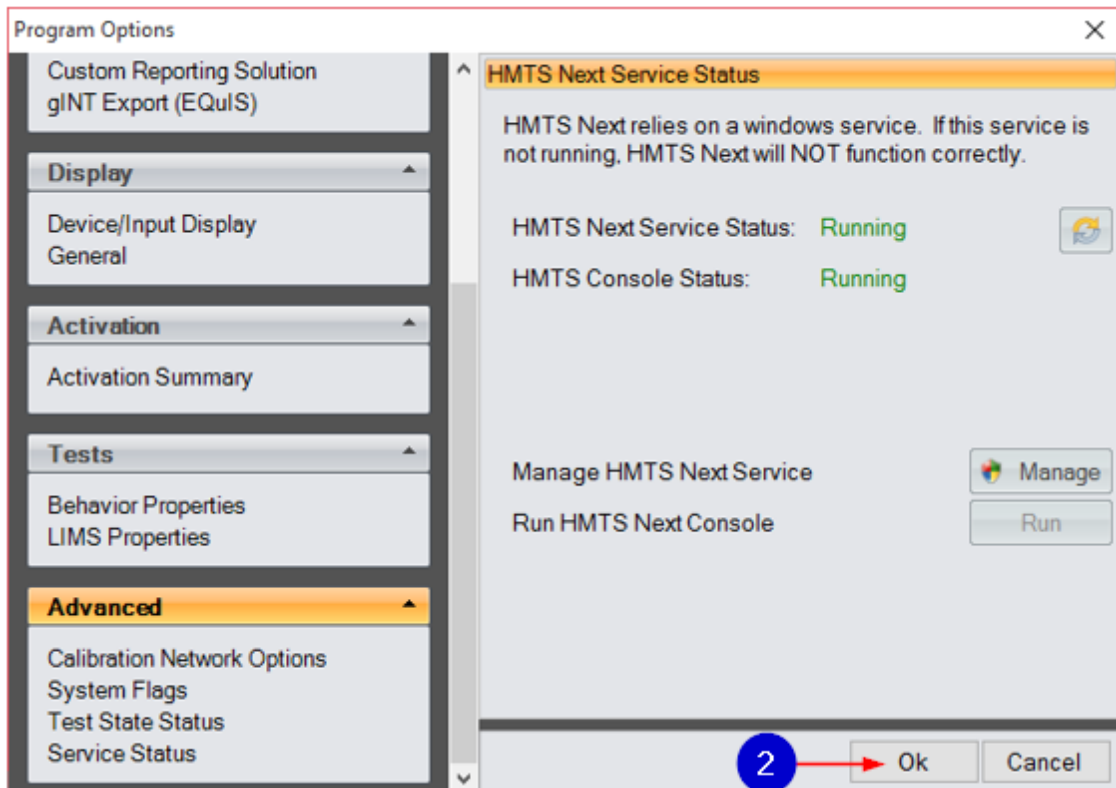 Program Options
Custom Reporting Solution
gINT Export (EQuIS)
Display
Device/Input Display
General
Activation
Activation Summary
Tests
Behavior Properties
LIMS Properties
Advanced
Calibration Network Options
System Flags
Test State Status
Service Status
HMTS Next Service Status
HMTS Next relies on a windows service. If this service is
not running, HMTS Next will NOT function correctly.
HMTS Next Service Status: Running
HMTS Console Status: Running
Manage HMTS Next Service Manage
Run HMTS Next Console Run
2 Ok Cancel